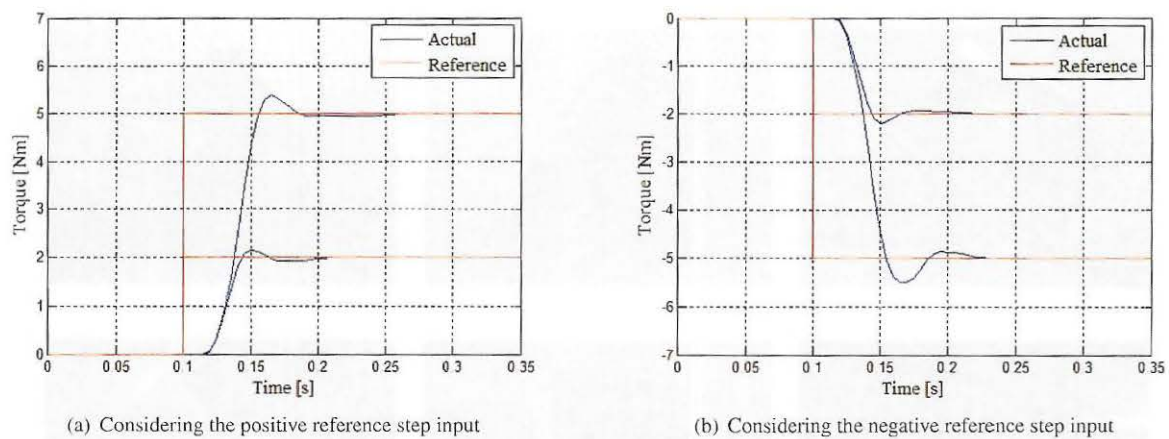 7
6
5
4
3
2
1
0
Torque [Nm]
Actual
Reference
0 0.05 0.1 0.15 0.2 0.25 0.3 0.35
Time [s]
(a) Considering the positive reference step input
0
-1
-2
-3
-4
-5
-6
-7
Torque [Nm]
Actual
Reference
0 0.05 0.1 0.15 0.2 0.25 0.3 0.35
Time [s]
(b) Considering the negative reference step input